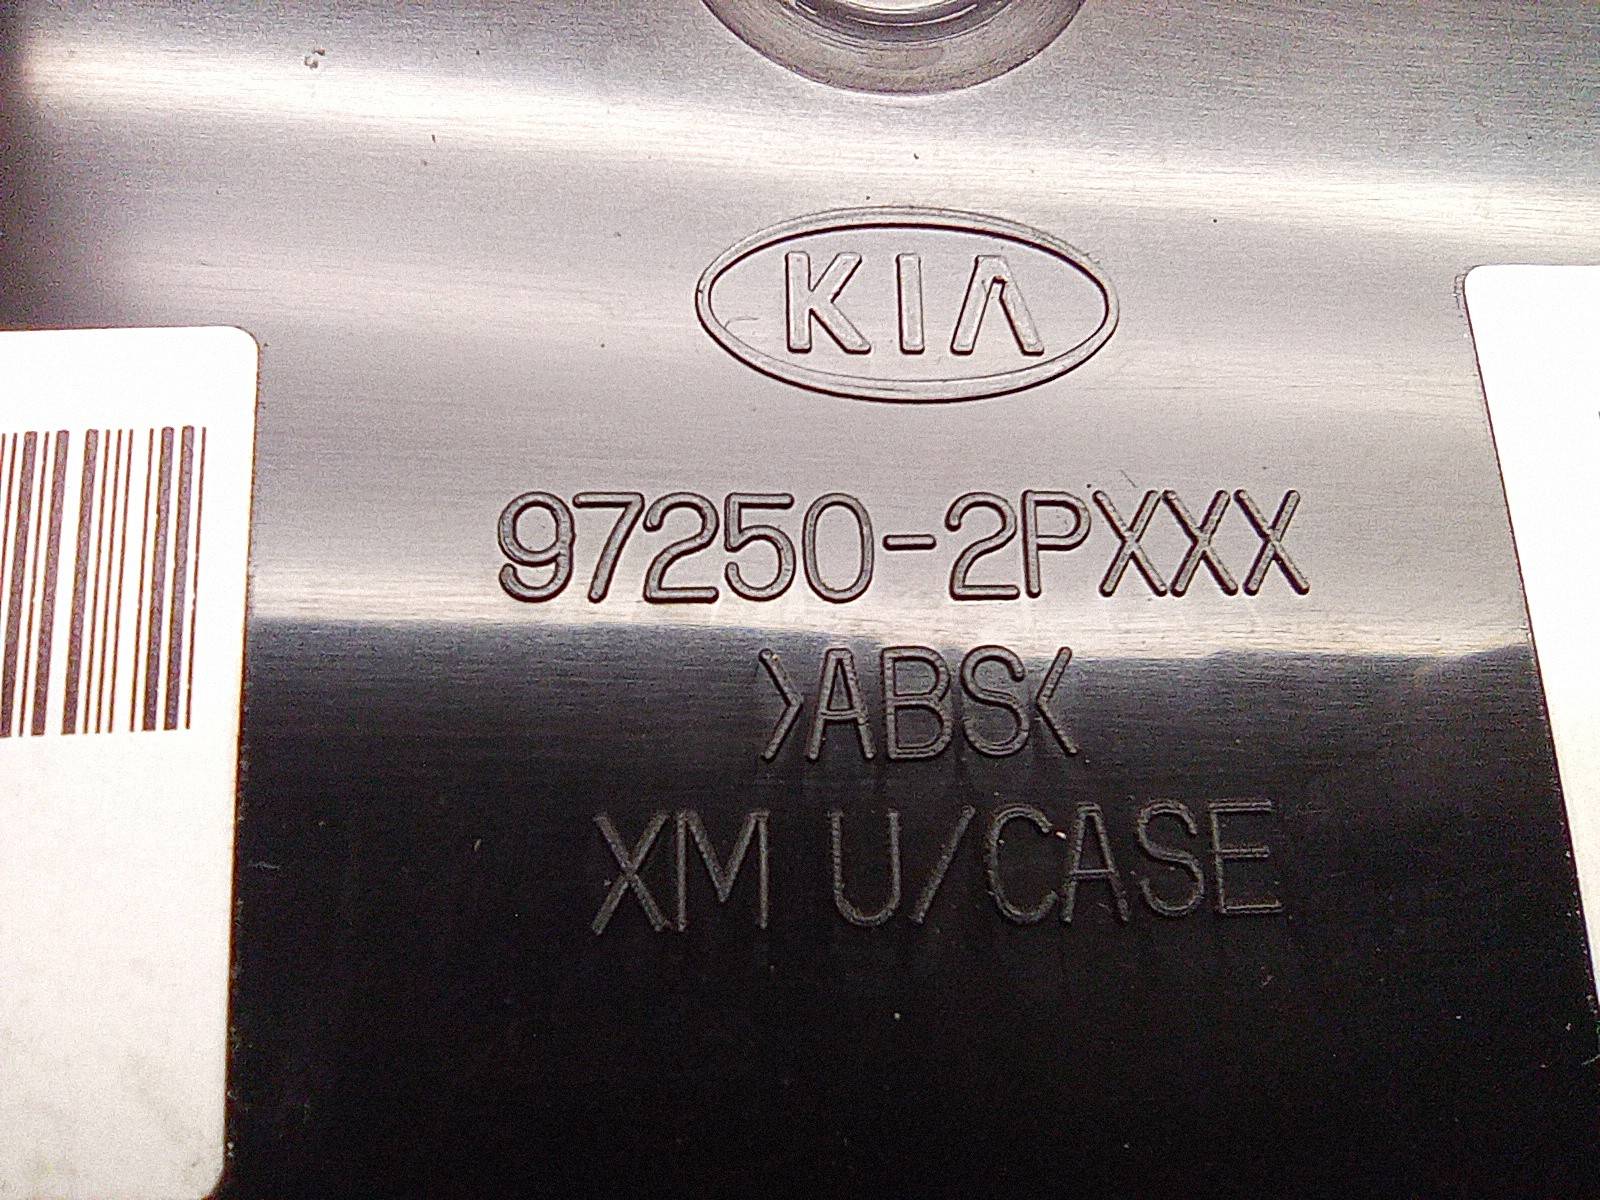 KIA
97250-2PXXX
>ABS<
XM U/CASE